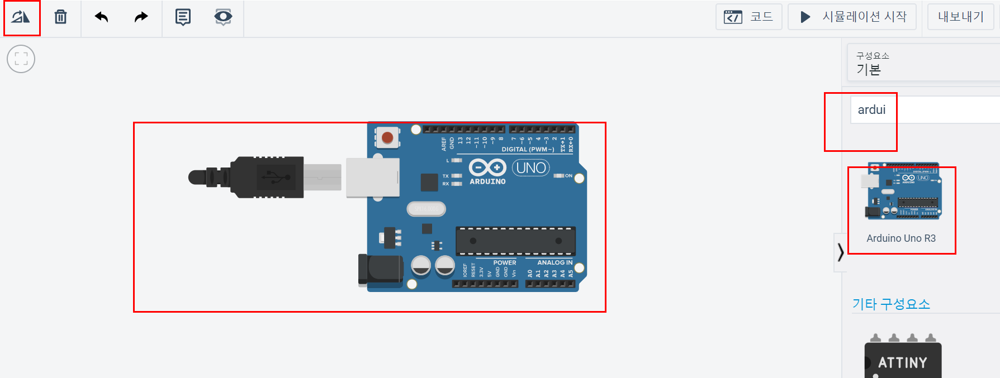 코드
시뮬레이션 시작
내보내기
구성요소
기본
ardui
AREF
GND
13
12
~11
~10
~9
8
7
~6
~5
4
~3
2
TX→1
RX←0
DIGITAL (PWM~)
L
TX
RX
ARDUINO
UNO
ON
POWER
ANALOG IN
IOREF
RESET
3.3V
5V
GND
GND
Vin
A0
A1
A2
A3
A4
A5
UNO
Arduino Uno R3
기타 구성요소
ATTINY